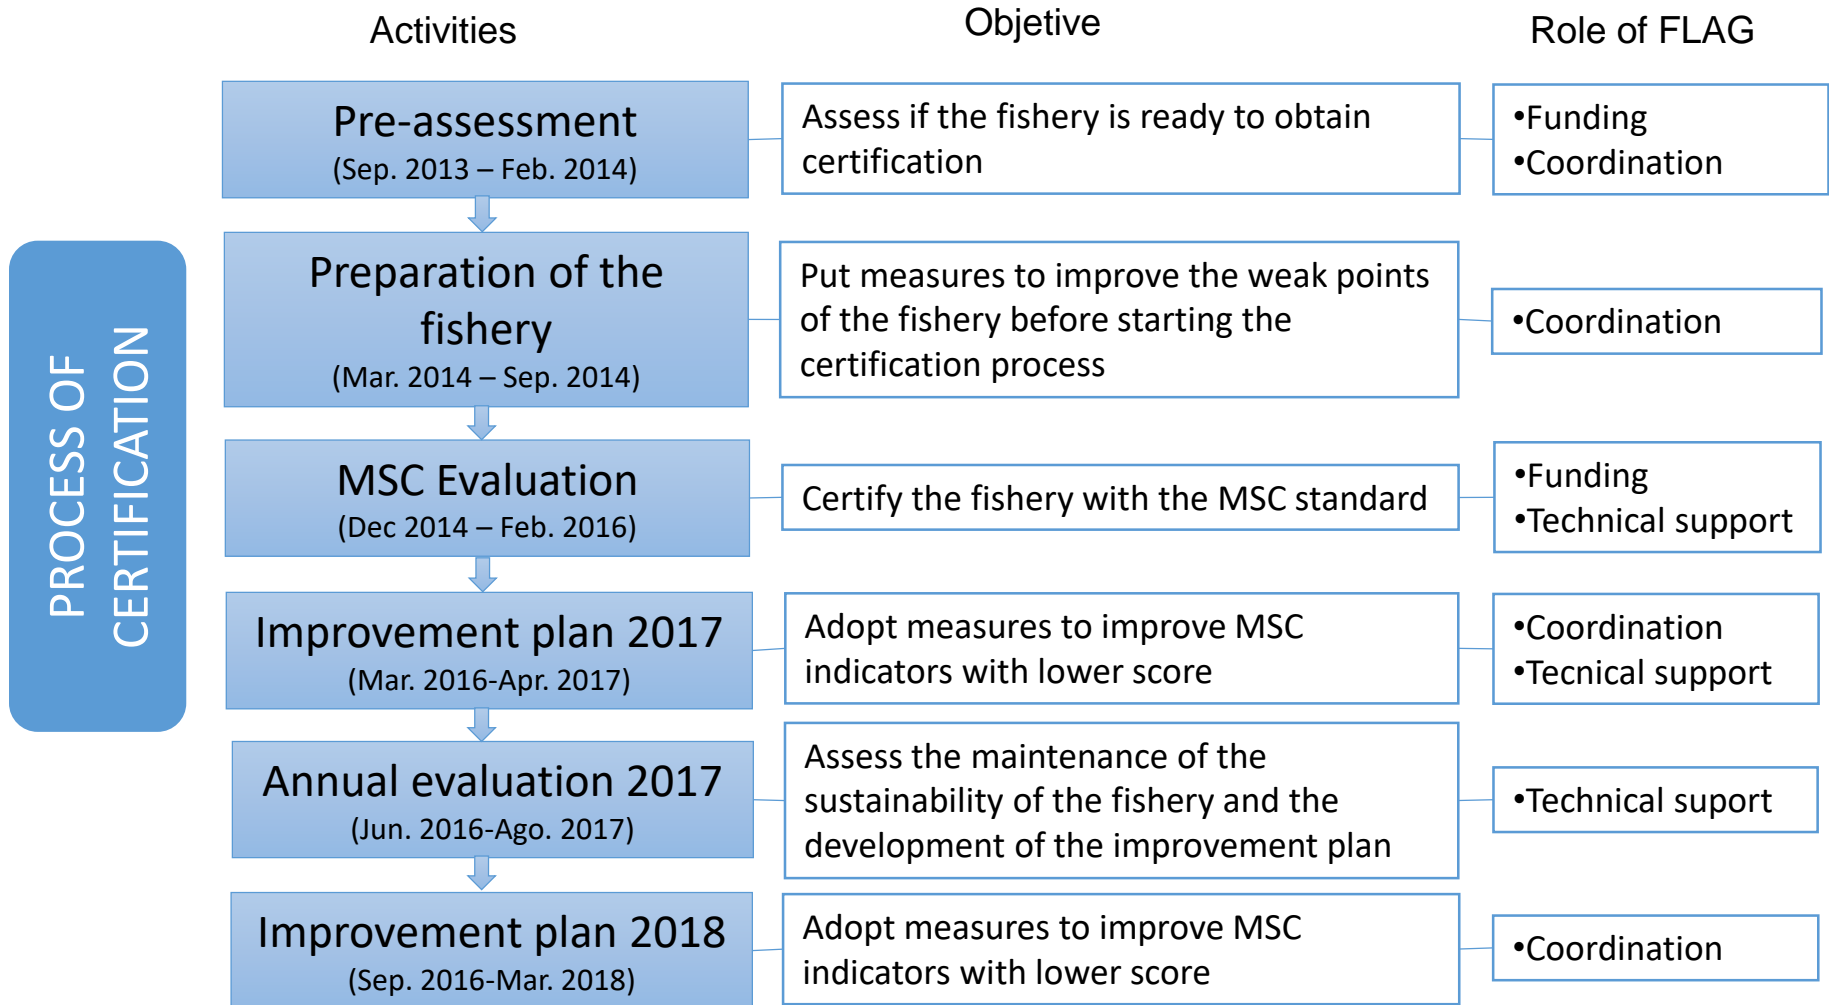 Activities
Objetive
Role of FLAG
PROCESS OF
CERTIFICATION
Pre-assessment
(Sep. 2013 – Feb. 2014)
Assess if the fishery is ready to obtain
certification
•Funding
•Coordination
Preparation of the
fishery
(Mar. 2014 – Sep. 2014)
Put measures to improve the weak points
of the fishery before starting the
certification process
•Coordination
MSC Evaluation
(Dec 2014 – Feb. 2016)
Certify the fishery with the MSC standard
•Funding
•Technical support
Improvement plan 2017
(Mar. 2016-Apr. 2017)
Adopt measures to improve MSC
indicators with lower score
•Coordination
•Tecnical support
Annual evaluation 2017
(Jun. 2016-Ago. 2017)
Assess the maintenance of the
sustainability of the fishery and the
development of the improvement plan
•Technical suport
Improvement plan 2018
(Sep. 2016-Mar. 2018)
Adopt measures to improve MSC
indicators with lower score
•Coordination